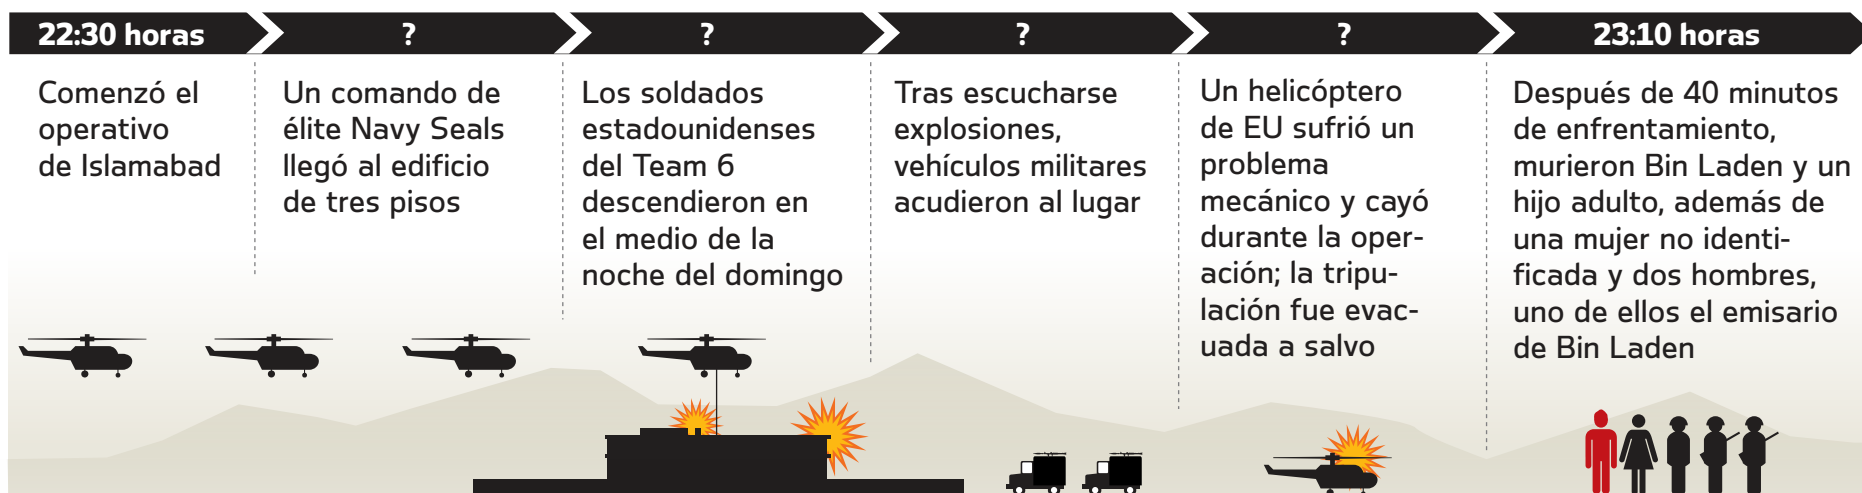 22:30 horas
?
?
?
?
23:10 horas
Comenzó el
operativo
de Islamabad
Un comando de
élite Navy Seals
llegó al edificio
de tres pisos
Los soldados
estadounidenses
del Team 6
descendieron en
el medio de la
noche del domingo
Tras escucharse
explosiones,
vehículos militares
acudieron al lugar
Un helicóptero
de EU sufrió un
problema
mecánico y cayó
durante la oper-
ación; la tripu-
lación fue evac-
uada a salvo
Después de 40 minutos
de enfrentamiento,
murieron Bin Laden y un
hijo adulto, además de
una mujer no identi-
ficada y dos hombres,
uno de ellos el emisario
de Bin Laden